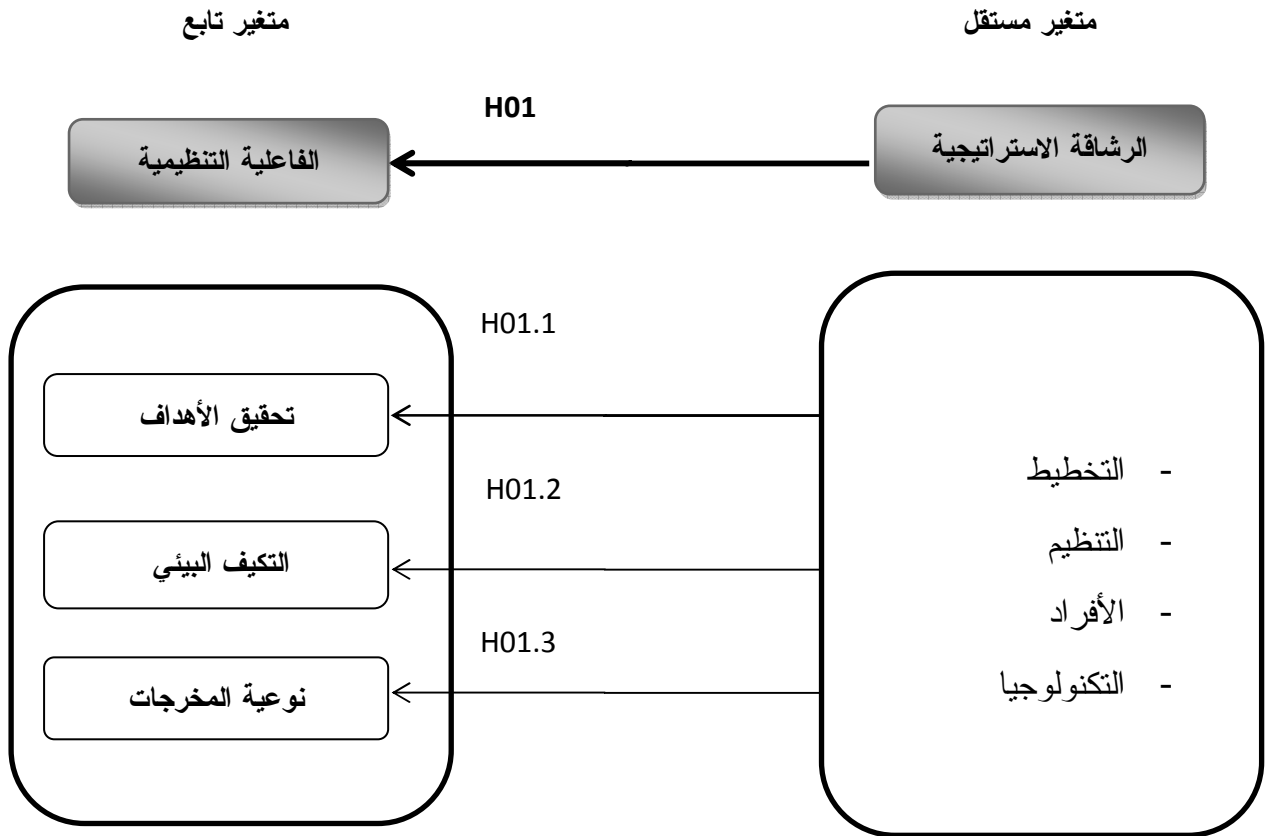 متغير مستقل
متغير تابع
H01
الرشاقة الاستراتيجية
الفاعلية التنظيمية
H01.1
تحقيق الأهداف
H01.2
التكيف البيئي
H01.3
نوعية المخرجات
- التخطيط
- التنظيم
- الأفراد
- التكنولوجيا